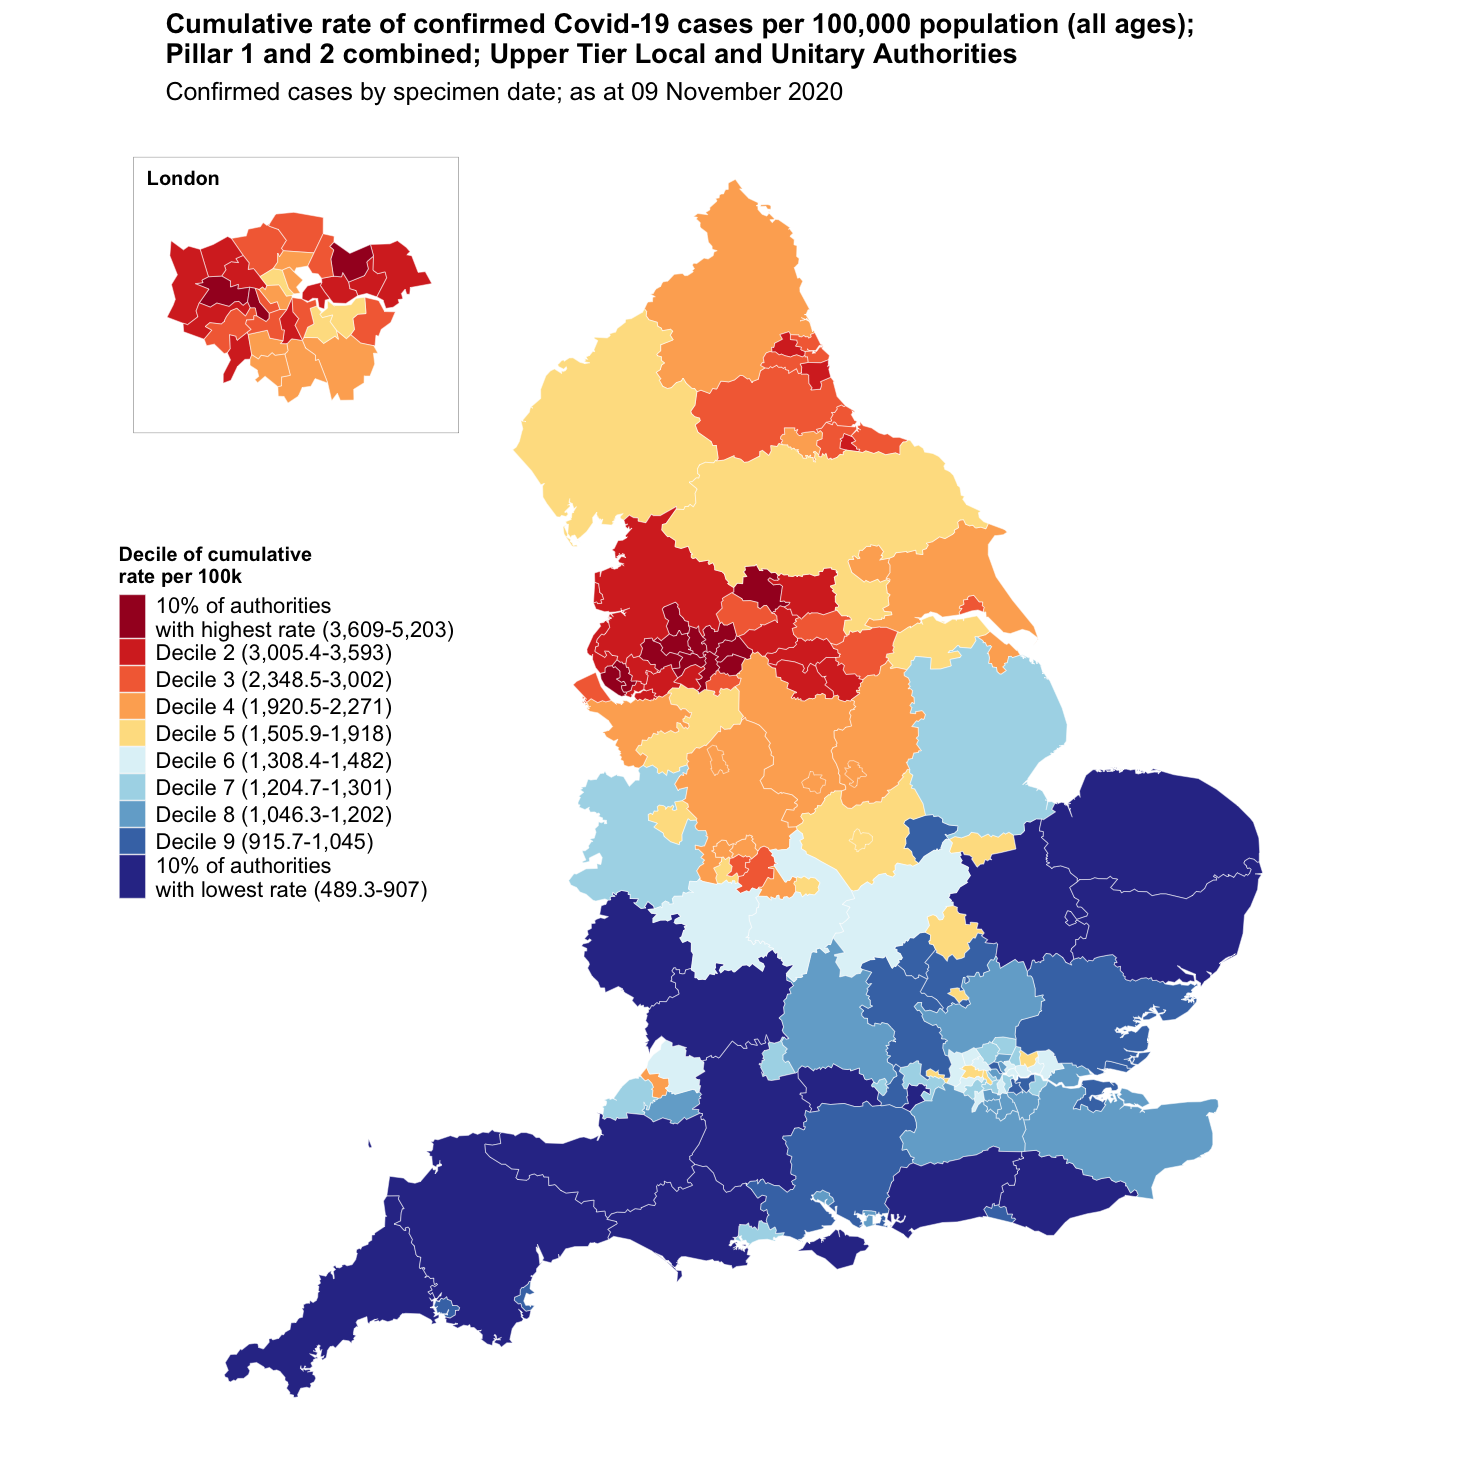 Cumulative rate of confirmed Covid-19 cases per 100,000 population (all ages);
Pillar 1 and 2 combined; Upper Tier Local and Unitary Authorities
Confirmed cases by specimen date; as at 09 November 2020
London
Decile of cumulative
rate per 100k
10% of authorities
with highest rate (3,609-5,203)
Decile 2 (3,005.4-3,593)
Decile 3 (2,348.5-3,002)
Decile 4 (1,920.5-2,271)
Decile 5 (1,505.9-1,918)
Decile 6 (1,308.4-1,482)
Decile 7 (1,204.7-1,301)
Decile 8 (1,046.3-1,202)
Decile 9 (915.7-1,045)
10% of authorities
with lowest rate (489.3-907)